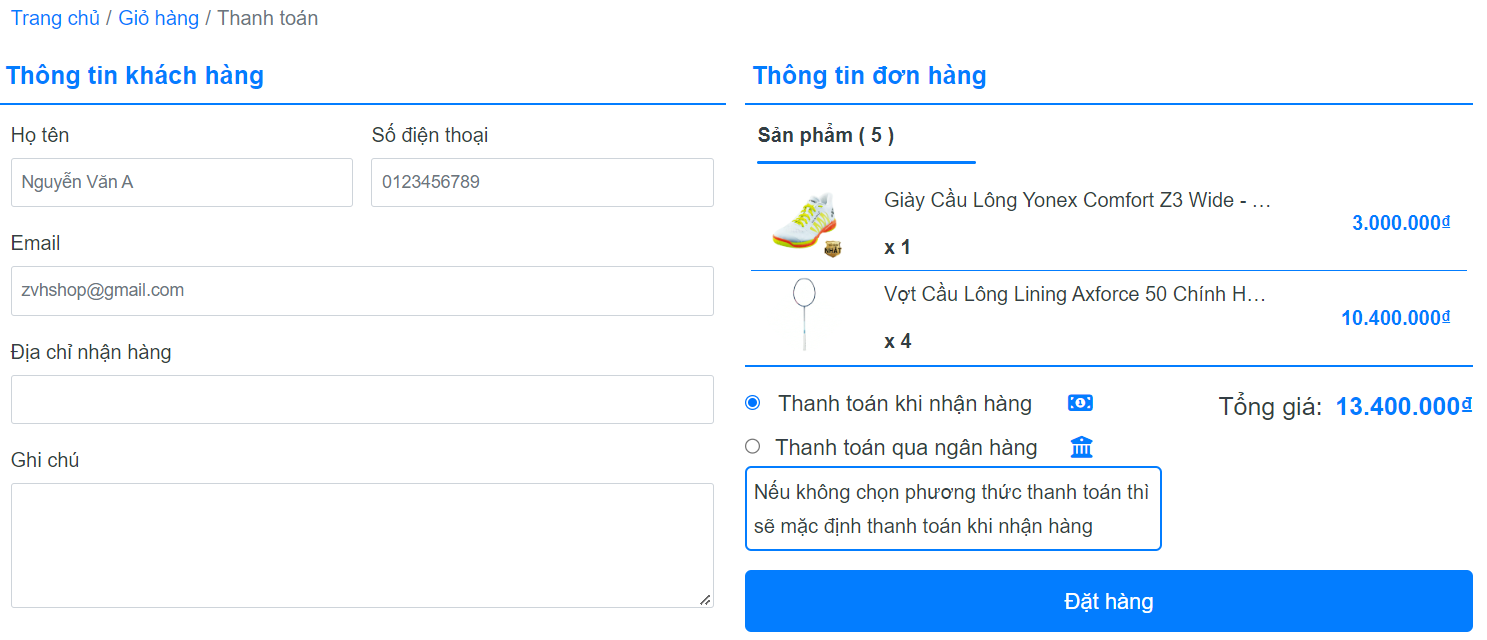 Trang chủ / Giỏ hàng / Thanh toán
Thông tin khách hàng
Họ tên
Số điện thoại
Nguyễn Văn A
0123456789
Email
zvhshop@gmail.com
Địa chỉ nhận hàng
Ghi chú
Thông tin đơn hàng
Sản phẩm ( 5 )
Giày Cầu Lông Yonex Comfort Z3 Wide - ...
x 1
3.000.000₫
Vợt Cầu Lông Lining Axforce 50 Chính H...
x 4
10.400.000₫
Thanh toán khi nhận hàng
Tổng giá: 13.400.000₫
Thanh toán qua ngân hàng
Nếu không chọn phương thức thanh toán thì
sẽ mặc định thanh toán khi nhận hàng
Đặt hàng